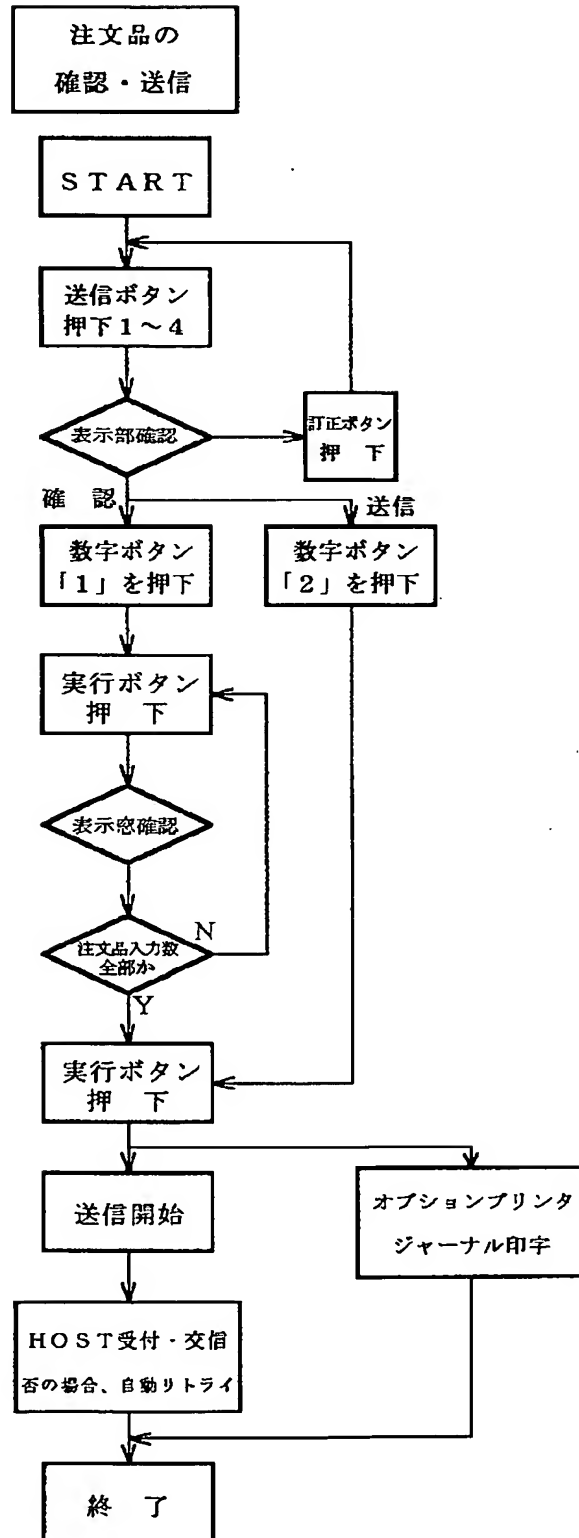 注文品の
確認・送信
START
送信ボタン
押下1~4
表示部確認
訂正ボタン
押 下
確 認
送信
数字ボタン
「1」を押下
数字ボタン
「2」を押下
実行ボタン
押 下
表示窓確認
注文品入力数
全部か
N
Y
実行ボタン
押 下
送信開始
オプションプリンタ
ジャーナル印字
HOST受付・交信
否の場合、自動リトライ
終 了